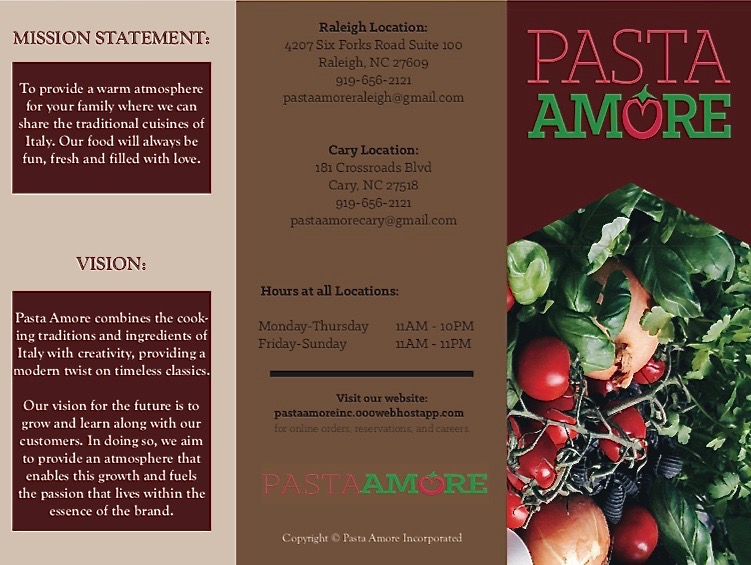 MISSION STATEMENT:
To provide a warm atmosphere
for your family where we can
share the traditional cuisines of
Italy. Our food will always be
fun, fresh and filled with love.
VISION:
Pasta Amore combines the cook-
ing traditions and ingredients of
Italy with creativity, providing a
modern twist on timeless classics.
Our vision for the future is to
grow and learn along with our
customers. In doing so, we aim
to provide an atmosphere that
enables this growth and fuels
the passion that lives within the
essence of the brand.
Raleigh Location:
4207 Six Forks Road Suite 100
Raleigh, NC 27609
919-656-2121
pastaamoreraleigh@gmail.com
Cary Location:
181 Crossroads Blvd
Cary, NC 27518
919-656-2121
pastaamorecary@gmail.com
Hours at all Locations:
Monday-Thursday 11AM - 10PM
Friday-Sunday 11AM - 11PM
Visit our website:
pastaamoreinc.000webhostapp.com
for online orders, reservations, and careers.
PASTAAMORE
Copyright © Pasta Amore Incorporated
PASTA
AMORE